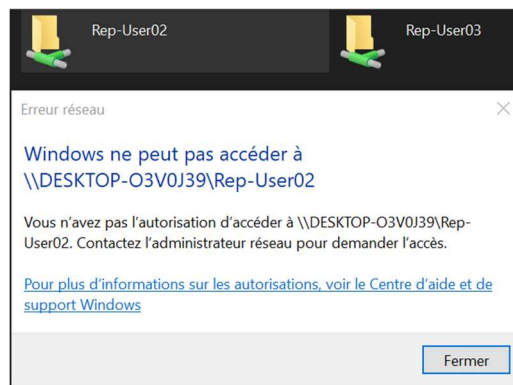 Rep-User02
Rep-User03
Erreur réseau
Windows ne peut pas accéder à
\\DESKTOP-O3V0J39\Rep-User02
Vous n'avez pas l'autorisation d'accéder à \\DESKTOP-O3V0J39\Rep-
User02. Contactez l'administrateur réseau pour demander l'accès.
Pour plus d'informations sur les autorisations, voir le Centre d'aide et de
support Windows
Fermer